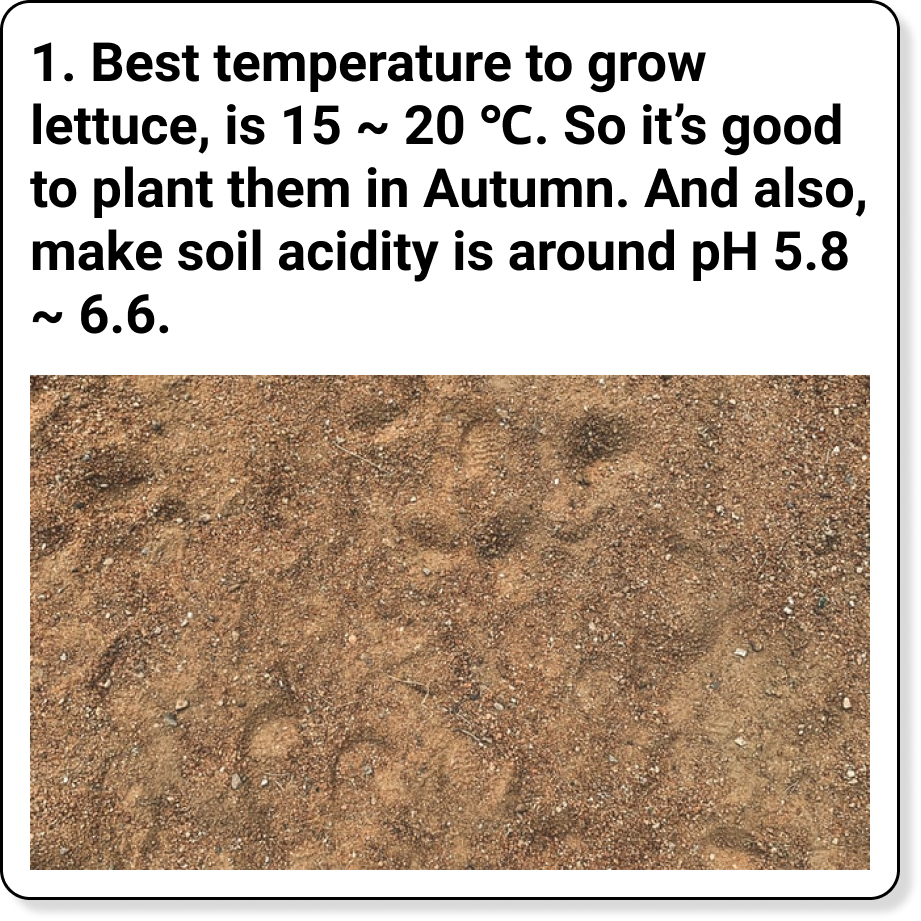 1. Best temperature to grow
lettuce, is 15 ~ 20 ℃. So it’s good
to plant them in Autumn. And also,
make soil acidity is around pH 5.8
~ 6.6.